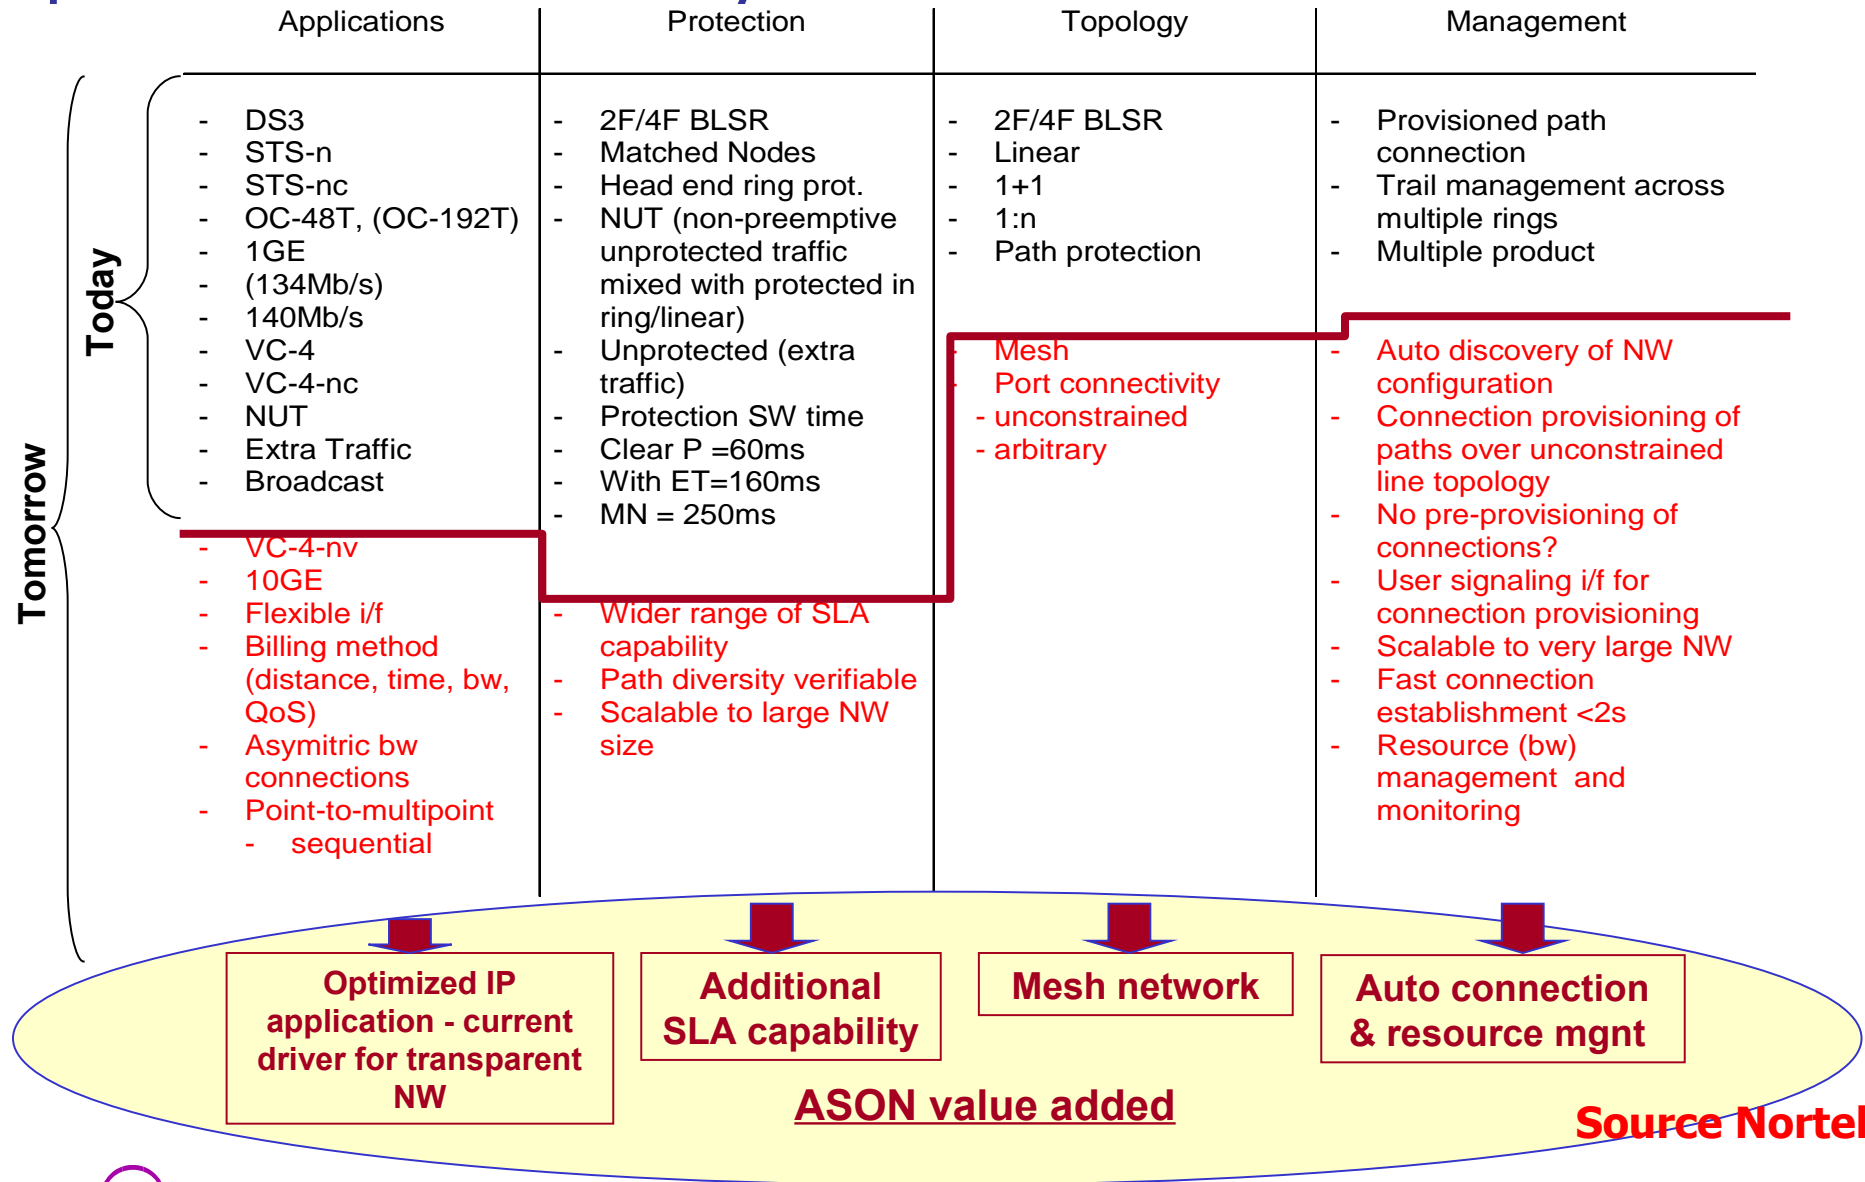 Applications
Protection
Topology
Management
Today
Tomorrow
- DS3
- STS-n
- STS-nc
- OC-48T, (OC-192T)
- 1GE
- (134Mb/s)
- 140Mb/s
- VC-4
- VC-4-nc
- NUT
- Extra Traffic
- Broadcast
- VC-4-nv
- 10GE
- Flexible i/f
- Billing method
(distance, time, bw,
QoS)
- Asymitric bw
connections
- Point-to-multipoint
- sequential
- 2F/4F BLSR
- Matched Nodes
- Head end ring prot.
- NUT (non-preemptive
unprotected traffic
mixed with protected in
ring/linear)
- Unprotected (extra
traffic)
- Protection SW time
- Clear P =60ms
- With ET=160ms
- MN = 250ms
- Wider range of SLA
capability
- Path diversity verifiable
- Scalable to large NW
size
- 2F/4F BLSR
- Linear
- 1+1
- 1:n
- Path protection
- Mesh
- Port connectivity
- unconstrained
- arbitrary
- Provisioned path
connection
- Trail management across
multiple rings
- Multiple product
- Auto discovery of NW
configuration
- Connection provisioning of
paths over unconstrained
line topology
- No pre-provisioning of
connections?
- User signaling i/f for
connection provisioning
- Scalable to very large NW
- Fast connection
establishment <2s
- Resource (bw)
management and
monitoring
Optimized IP
application - current
driver for transparent
NW
Additional
SLA capability
Mesh network
Auto connection
& resource mgnt
ASON value added
Source Nortel